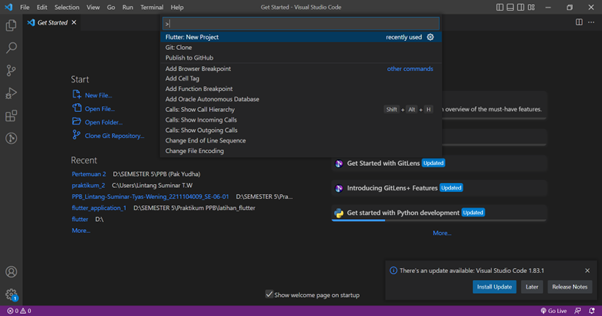 File Edit Selection View Go Run Terminal Help
Get Started - Visual Studio Code
Get Started
>
Flutter: New Project recently used
Git: Clone
Publish to GitHub
Add Browser Breakpoint other commands
Add Cell Tag
Add Function Breakpoint
Add Oracle Autonomous Database
Calls: Show Call Hierarchy Shift + Alt + H
Calls: Show Incoming Calls
Calls: Show Outgoing Calls
Change End of Line Sequence
Change File Encoding
Start
New File...
Open File...
Open Folder...
Clone Git Repository...
Recent
Pertemuan 2 D:\SEMESTER 5\PPB (Pak Yudha)
praktikum_2 C:\Users\Lintang Suminar T.W
PPB_Lintang-Suminar-Tyas-Wening_2211104009_SE-06-01 D:\SEMESTER 5\Pra...
flutter_application_1 D:\SEMESTER 5\Praktikum PPB\latihan_flutter
flutter D:\
More...
n overview of the must-have features.
Get Started with GitLens Updated
Introducing GitLens+ Features Updated
Get started with Python development Updated
More...
Show welcome page on startup
There's an update available: Visual Studio Code 1.83.1
Install Update Later Release Notes
1
0 0
Go Live